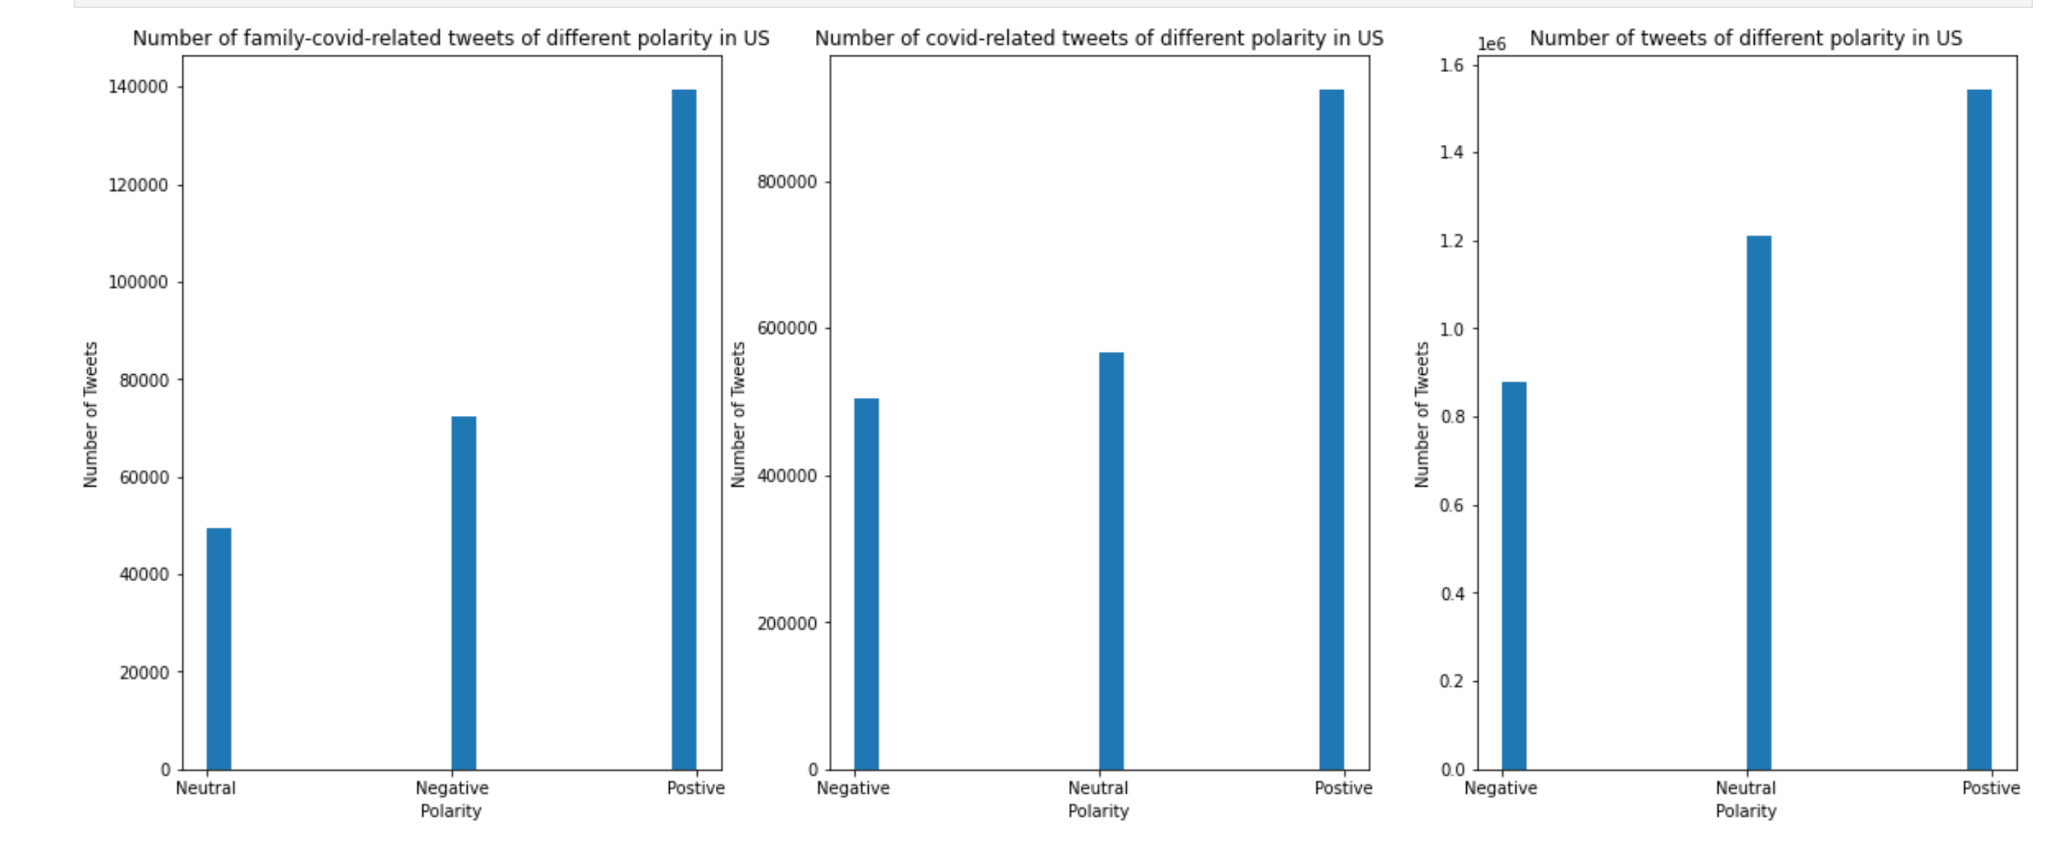 Number of family-covid-related tweets of different polarity in US
140000
120000
100000
80000
60000
40000
20000
0
Number of Tweets
Neutral Negative Postive
Polarity
Number of covid-related tweets of different polarity in US
800000
600000
400000
200000
0
Number of Tweets
Negative Neutral Postive
Polarity
1e6 Number of tweets of different polarity in US
1.6
1.4
1.2
1.0
0.8
0.6
0.4
0.2
0.0
Number of Tweets
Negative Neutral Postive
Polarity